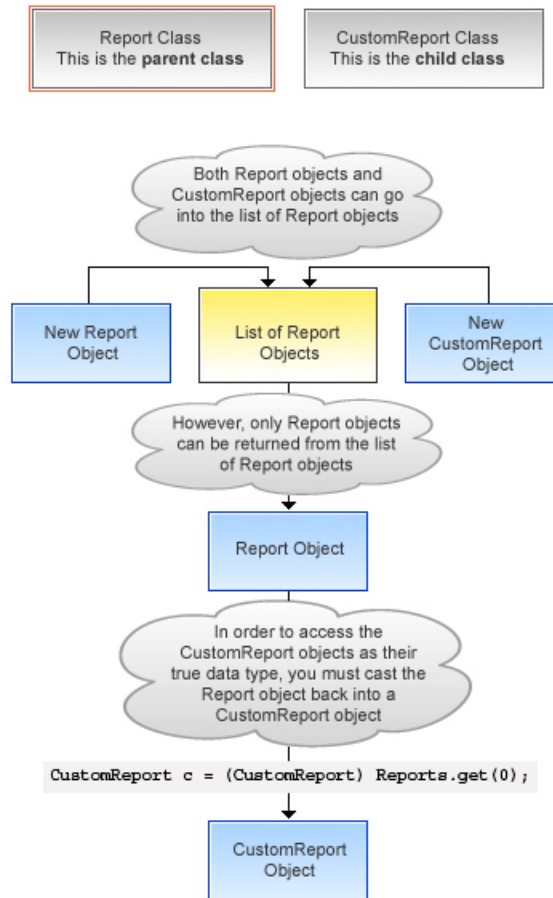 Report Class
This is the parent class
CustomReport Class
This is the child class
Both Report objects and
CustomReport objects can go
into the list of Report objects
New Report
Object
List of Report
Objects
New
CustomReport
Object
However, only Report objects
can be returned from the list
of Report objects
Report Object
In order to access the
CustomReport objects as their
true data type, you must cast the
Report object back into a
CustomReport object
CustomReport c = (CustomReport) Reports.get(0);
CustomReport
Object